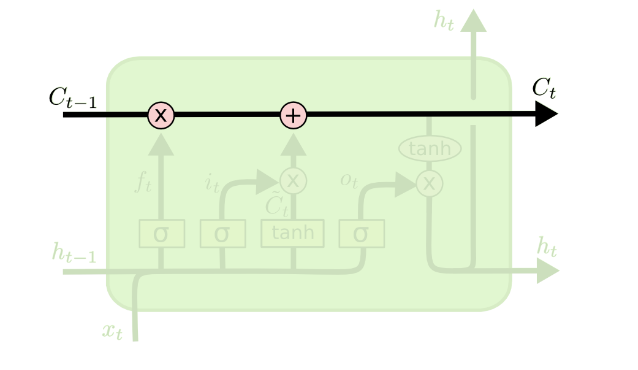 h_t
C_{t-1}
C_t
x
+
tanh
f_t
i_t
x
o_t
x
C̃_t
σ
σ
tanh
σ
h_{t-1}
h_t
x_t